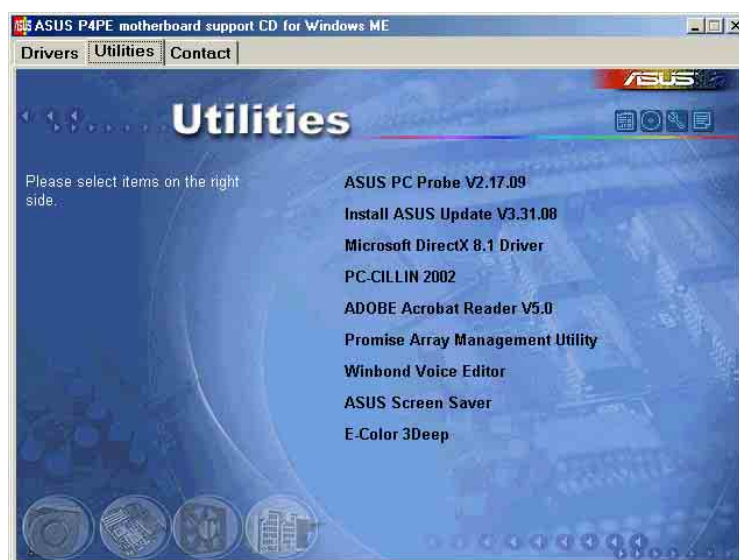 ASUS P4PE motherboard support CD for Windows ME
Drivers Utilities Contact
ASUS
Utilities
Please select items on the right
side.
ASUS PC Probe V2.17.09
Install ASUS Update V3.31.08
Microsoft DirectX 8.1 Driver
PC-CILLIN 2002
ADOBE Acrobat Reader V5.0
Promise Array Management Utility
Winbond Voice Editor
ASUS Screen Saver
E-Color 3Deep